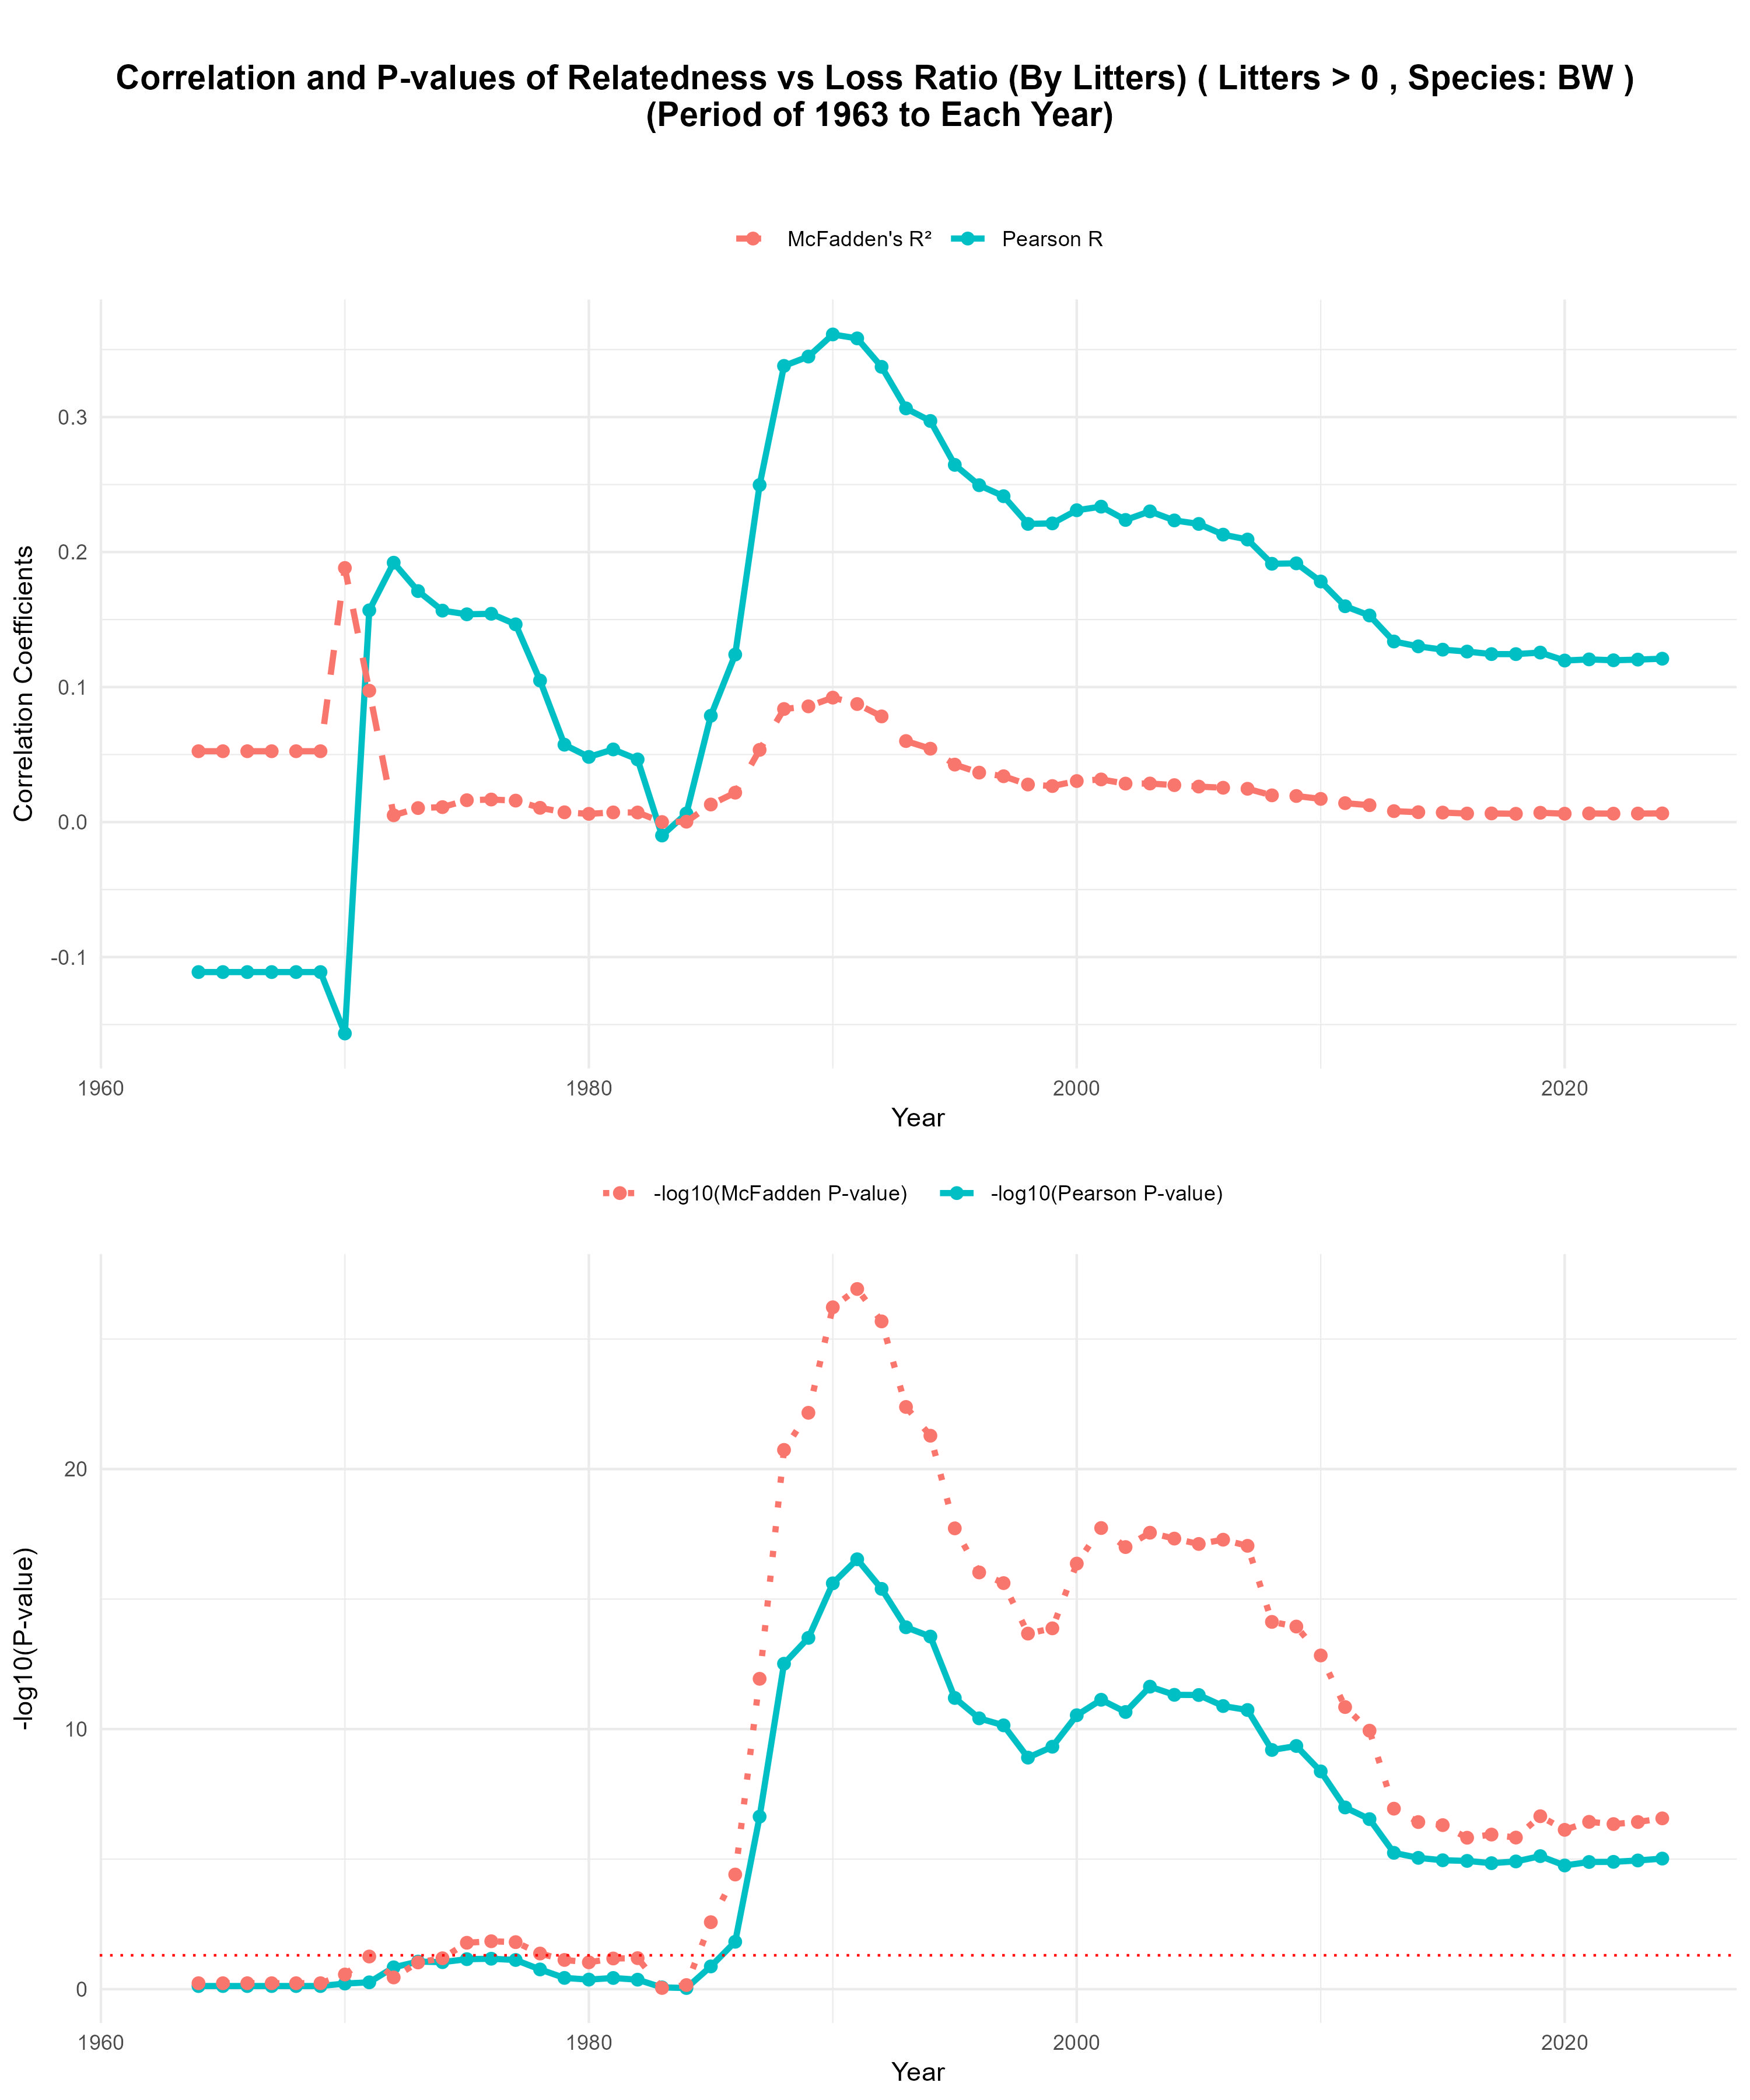 Correlation and P-values of Relatedness vs Loss Ratio (By Litters) ( Litters > 0 , Species: BW )
(Period of 1963 to Each Year)
McFadden's R² Pearson R
Correlation Coefficients
0.3
0.2
0.1
0.0
-0.1
1960 1980 2000 2020
Year
-log10(McFadden P-value) -log10(Pearson P-value)
-log10(P-value)
20
10
0
1960 1980 2000 2020
Year